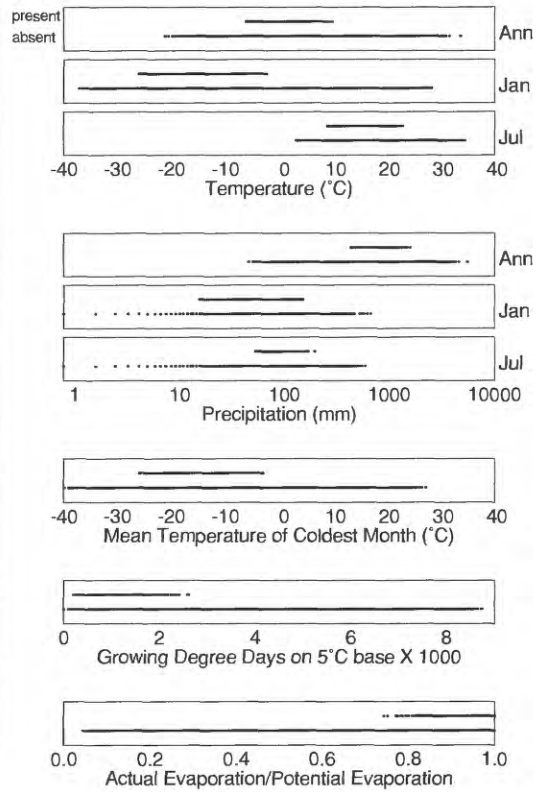 present
absent
Ann
Jan
Jul
-40 -30 -20 -10 0 10 20 30 40
Temperature (˚C)
Ann
Jan
Jul
1 10 100 1000 10000
Precipitation (mm)
-40 -30 -20 -10 0 10 20 30 40
Mean Temperature of Coldest Month (˚C)
0 2 4 6 8
Growing Degree Days on 5˚C base X 1000
0.0 0.2 0.4 0.6 0.8 1.0
Actual Evaporation/Potential Evaporation